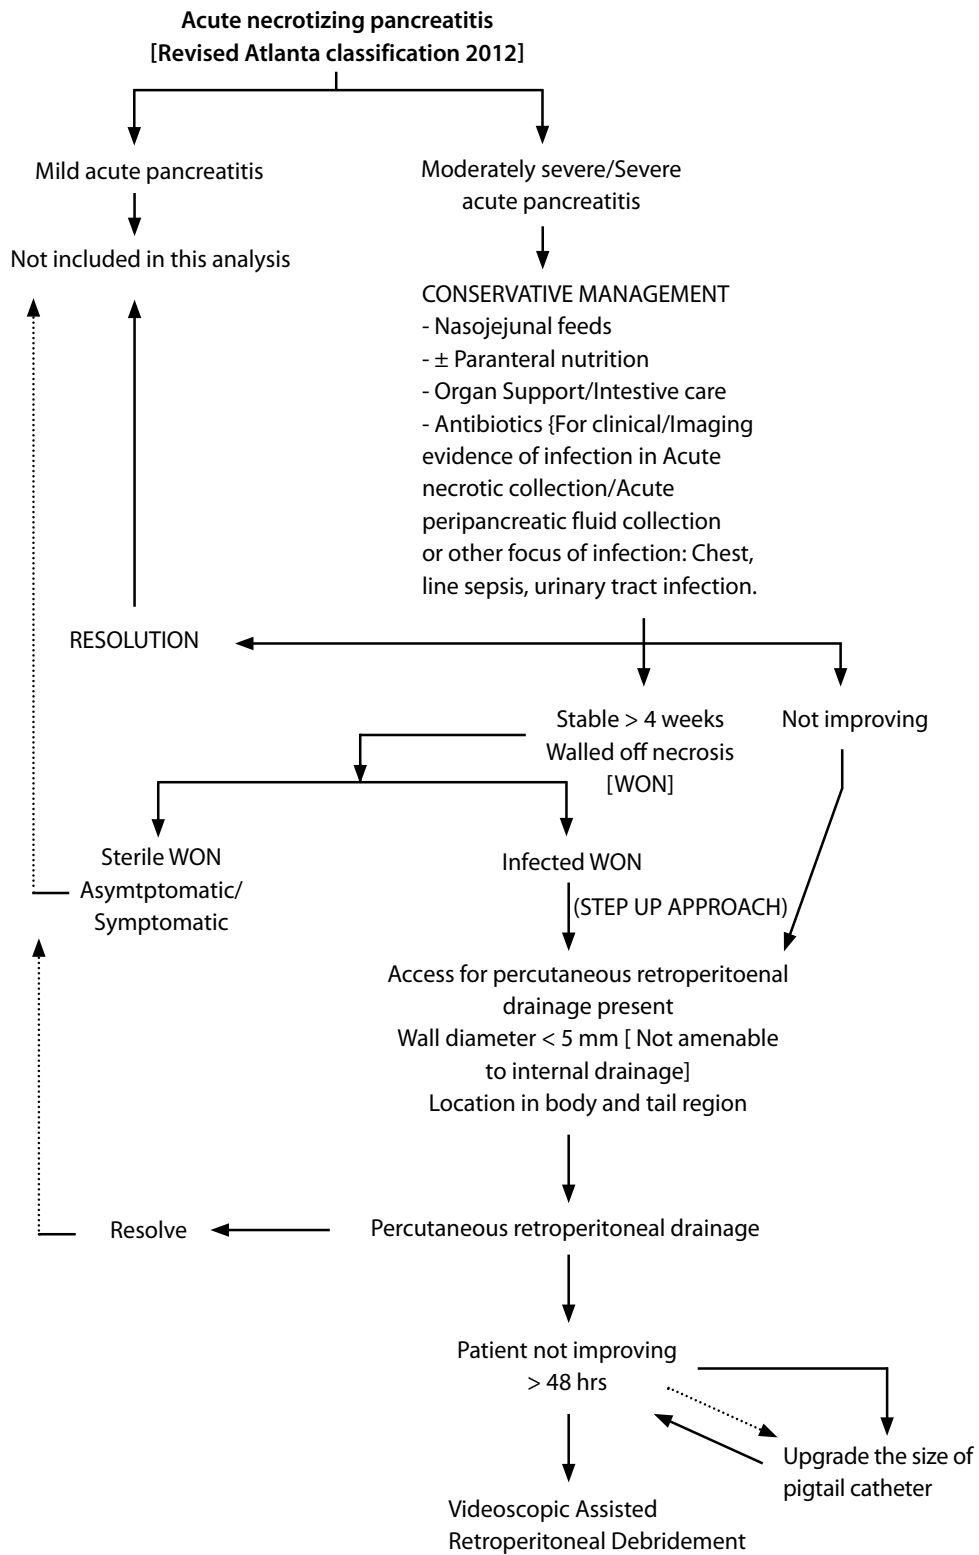 Acute necrotizing pancreatitis
[Revised Atlanta classification 2012]
Mild acute pancreatitis
Moderately severe/Severe
acute pancreatitis
Not included in this analysis
CONSERVATIVE MANAGEMENT
- Nasojejunal feeds
- ± Paranteral nutrition
- Organ Support/Intestive care
- Antibiotics {For clinical/Imaging
evidence of infection in Acute
necrotic collection/Acute
peripancreatic fluid collection
or other focus of infection: Chest,
line sepsis, urinary tract infection.
RESOLUTION
Stable > 4 weeks
Walled off necrosis
[WON]
Not improving
Sterile WON
Asymtptomatic/
Symptomatic
Infected WON
(STEP UP APPROACH)
Access for percutaneous retroperitoenal
drainage present
Wall diameter < 5 mm [ Not amenable
to internal drainage]
Location in body and tail region
Resolve
Percutaneous retroperitoneal drainage
Patient not improving
> 48 hrs
Upgrade the size of
pigtail catheter
Videoscopic Assisted
Retroperitoneal Debridement